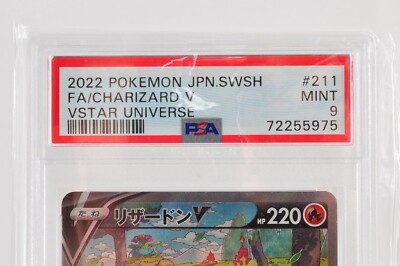 2022 POKEMON JPN.SWSH #211
FA/CHARIZARD V MINT
VSTAR UNIVERSE 9
PSA 72255975
たね リザードンV HP 220